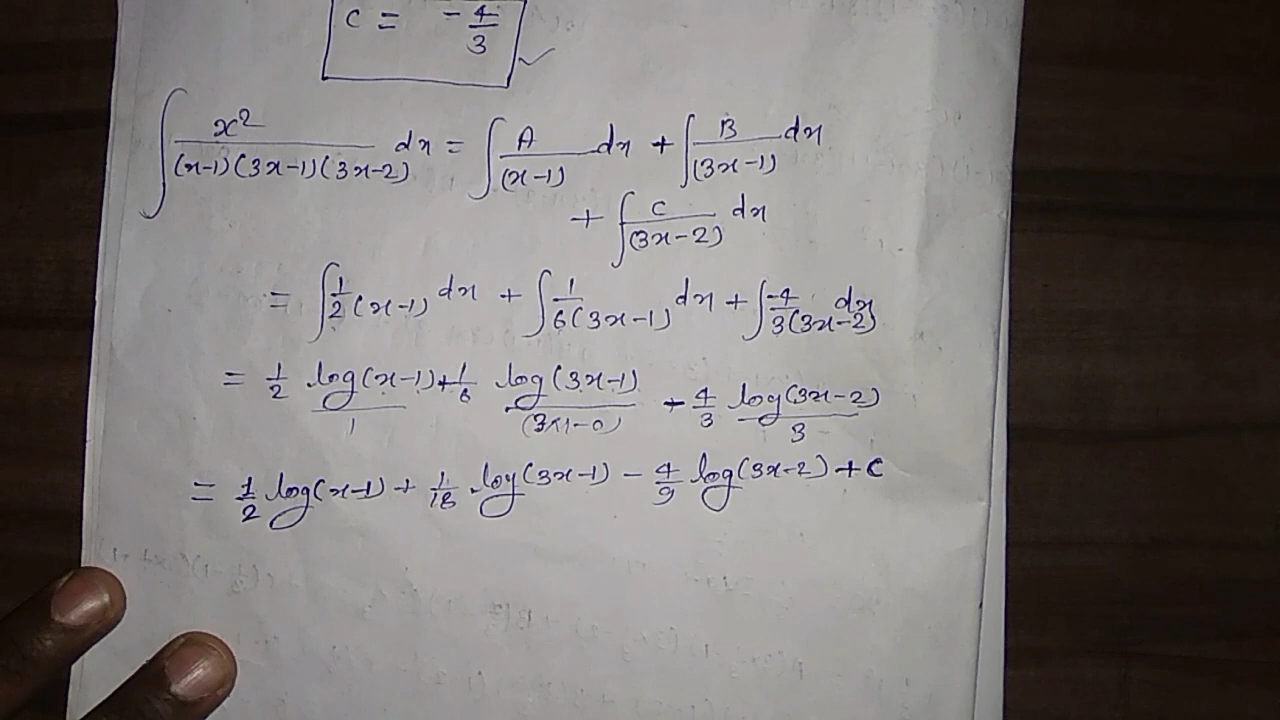 C = -4/3
∫ x²/((x-1)(3x-1)(3x-2)) dx = ∫ A/(x-1) dx + ∫ B/(3x-1) dx
+ ∫ C/(3x-2) dx
= ∫ 1/2(x-1) dx + ∫ 1/6(3x-1) dx + ∫ -4/3(3x-2) dx
= 1/2 log(x-1)/1 + 1/6 log(3x-1)/(3×1-0) + 4/3 log(3x-2)/3
= 1/2 log(x-1) + 1/18 log(3x-1) - 4/9 log(3x-2) + C